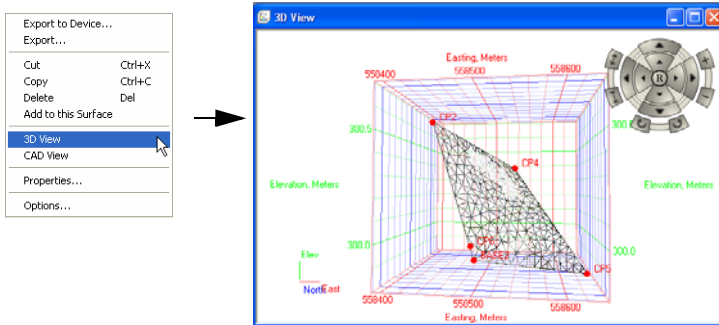 Export to Device...
Export...
Cut Ctrl+X
Copy Ctrl+C
Delete Del
Add to this Surface
3D View
CAD View
Properties...
Options...
3D View
Easting, Meters
558400 558500 558600
CP2
300.5
300.
CP4
R
Elevation, Meters
Elevation, Meters
300.0
300.0
CP5
Elev
North East
558400 558500 558600
Easting, Meters